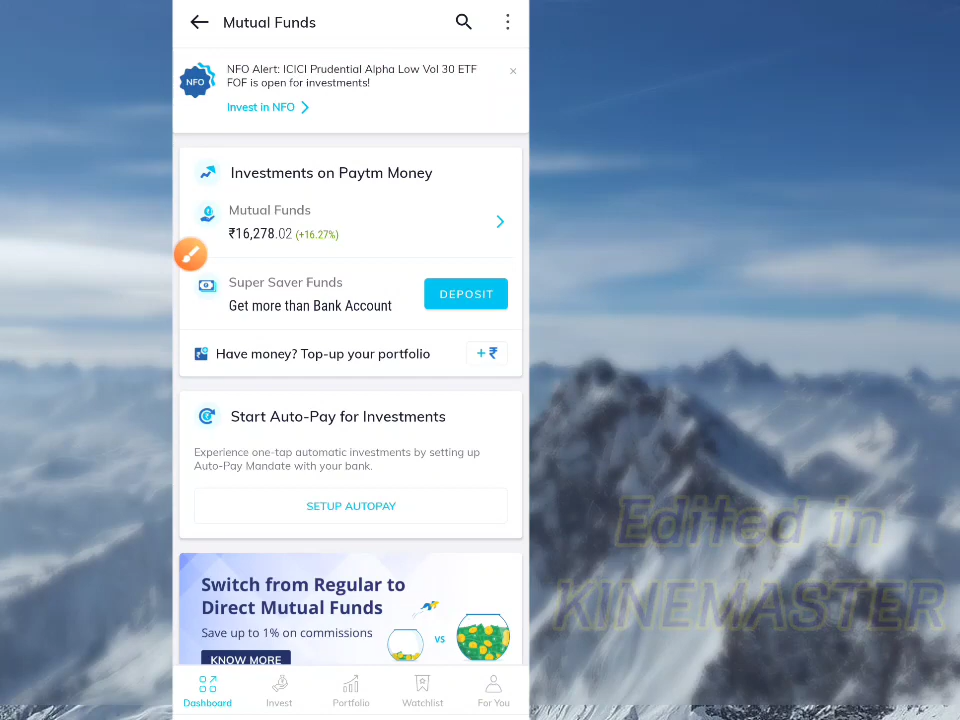 Mutual Funds
NFO
NFO Alert: ICICI Prudential Alpha Low Vol 30 ETF
FOF is open for investments!
Invest in NFO
Investments on Paytm Money
Mutual Funds
₹16,278.02 (+16.27%)
Super Saver Funds
Get more than Bank Account
DEPOSIT
Have money? Top-up your portfolio
+₹
Start Auto-Pay for Investments
Experience one-tap automatic investments by setting up
Auto-Pay Mandate with your bank.
SETUP AUTOPAY
Switch from Regular to
Direct Mutual Funds
Save up to 1% on commissions
VS
KNOW MORE
Dashboard
Invest
Portfolio
Watchlist
For You
Edited in
KINEMASTER